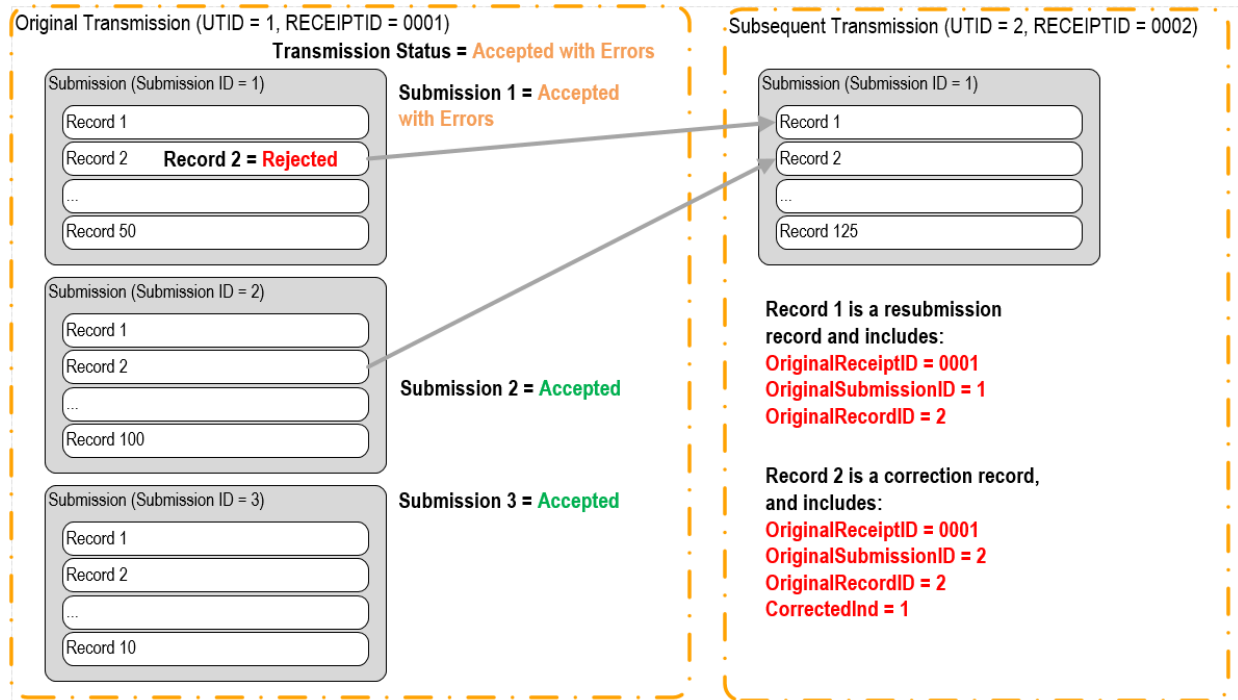 Original Transmission (UTID = 1, RECEIPTID = 0001)
Transmission Status = Accepted with Errors
Submission (Submission ID = 1)
Record 1
Record 2
Record 2 = Rejected
...
Record 50
Submission 1 = Accepted
with Errors
Submission (Submission ID = 2)
Record 1
Record 2
...
Record 100
Submission 2 = Accepted
Submission (Submission ID = 3)
Record 1
Record 2
...
Record 10
Submission 3 = Accepted
Subsequent Transmission (UTID = 2, RECEIPTID = 0002)
Submission (Submission ID = 1)
Record 1
Record 2
...
Record 125
Record 1 is a resubmission
record and includes:
OriginalReceiptID = 0001
OriginalSubmissionID = 1
OriginalRecordID = 2
Record 2 is a correction record,
and includes:
OriginalReceiptID = 0001
OriginalSubmissionID = 2
OriginalRecordID = 2
CorrectedInd = 1